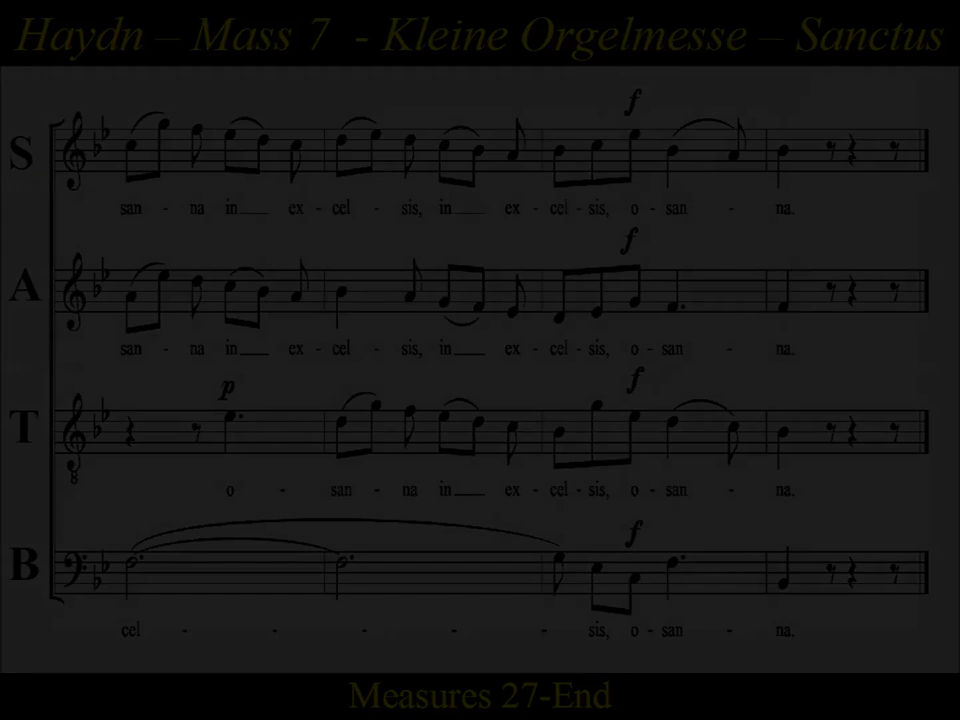 Haydn – Mass 7 - Kleine Orgelmesse – Sanctus
f
S
san - na in ex - cel - sis, in ex - cel - sis, o - san - na.
f
A
san - na in ex - cel - sis, in ex - cel - sis, o - san - na.
p f
T
8
o - san - na in ex - cel - sis, o - san - na.
f
B
cel - - - - - sis, o - san - na.
Measures 27-End